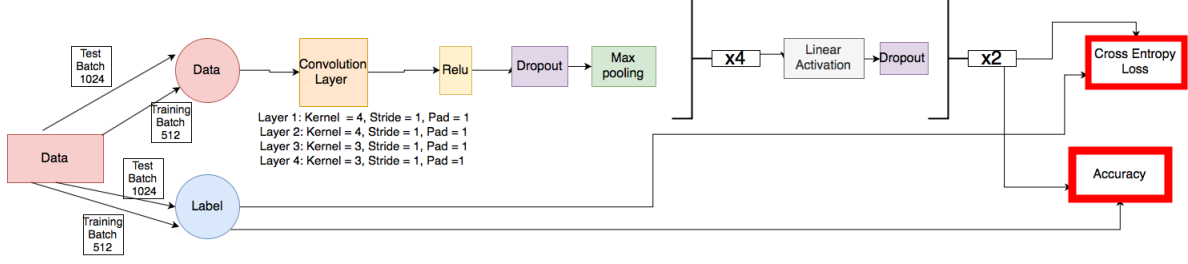 Test
Batch
1024
Data
Training
Batch
512
Data
Test
Batch
1024
Training
Batch
512
Label
Convolution
Layer
Relu
Dropout
Max
pooling
Layer 1: Kernel = 4, Stride = 1, Pad = 1
Layer 2: Kernel = 4, Stride = 1, Pad = 1
Layer 3: Kernel = 3, Stride = 1, Pad = 1
Layer 4: Kernel = 3, Stride = 1, Pad =1
x4
Linear
Activation
Dropout
x2
Cross Entropy
Loss
Accuracy